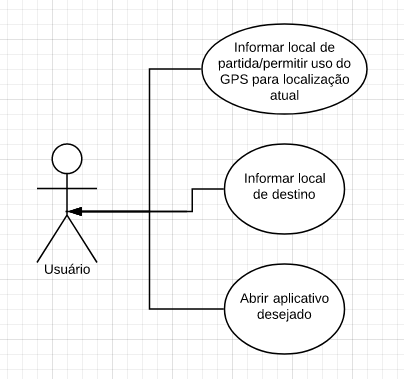 Informar local de
partida/permitir uso do
GPS para localização
atual
Informar local
de destino
Usuário
Abrir aplicativo
desejado